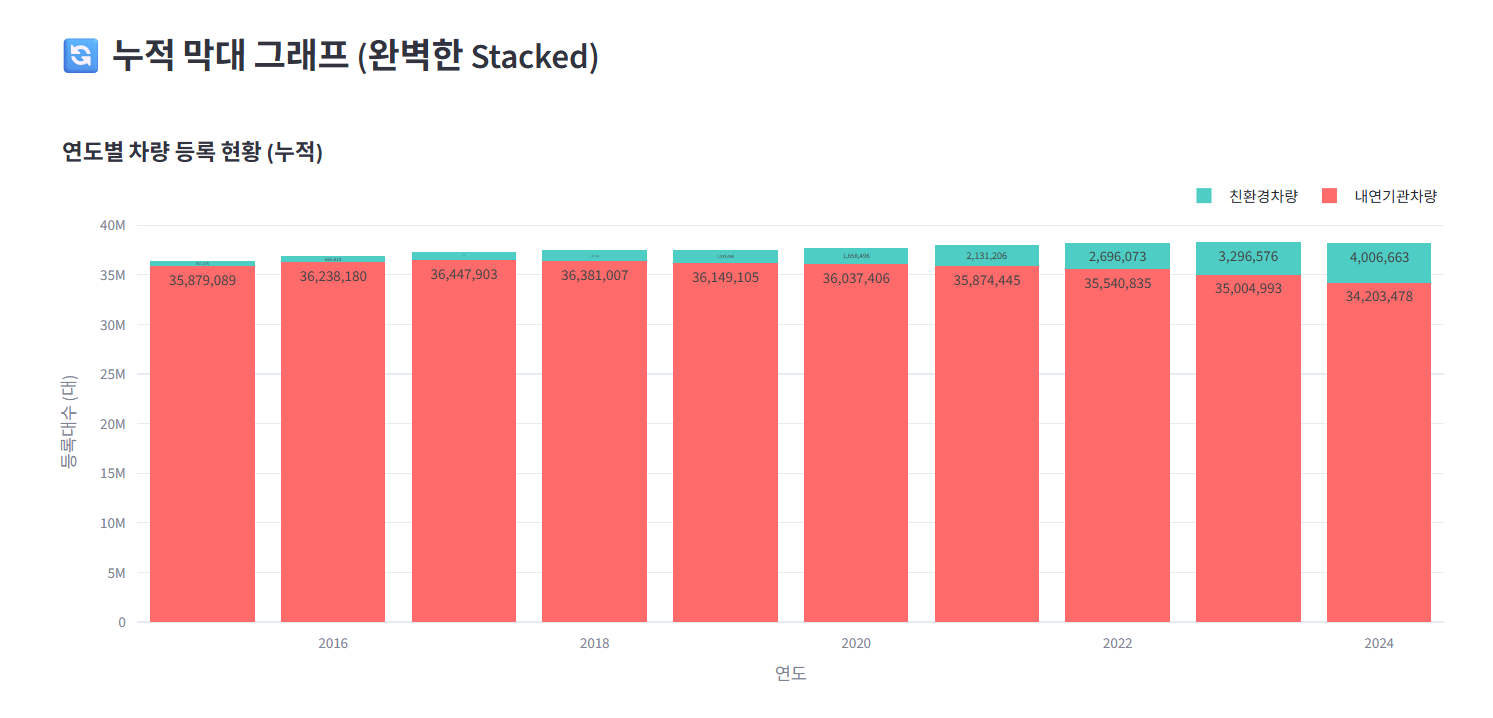 누적 막대 그래프 (완벽한 Stacked)
연도별 차량 등록 현황 (누적)
친환경차량 내연기관차량
40M
35M
30M
25M
20M
15M
10M
5M
0
등록대수 (대)
1,658,496 2,131,206 2,696,073 3,296,576 4,006,663
35,879,089 36,238,180 36,447,903 36,381,007 36,149,105 36,037,406 35,874,445 35,540,835 35,004,993 34,203,478
2016 2018 2020 2022 2024
연도